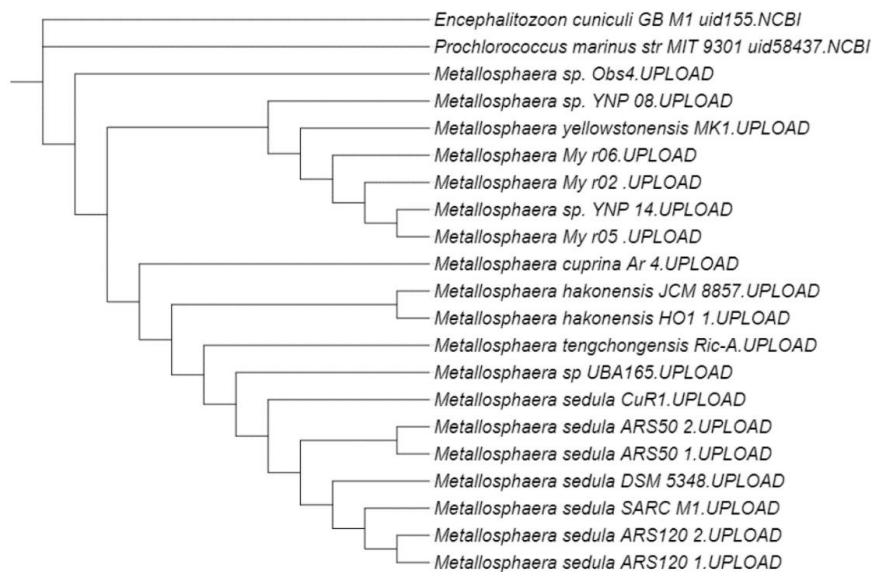 Encephalitozoon cuniculi GB M1 uid155.NCBI
Prochlorococcus marinus str MIT 9301 uid58437.NCBI
Metallosphaera sp. Obs4.UPLOAD
Metallosphaera sp. YNP 08.UPLOAD
Metallosphaera yellowstonensis MK1.UPLOAD
Metallosphaera My r06.UPLOAD
Metallosphaera My r02 .UPLOAD
Metallosphaera sp. YNP 14.UPLOAD
Metallosphaera My r05 .UPLOAD
Metallosphaera cuprina Ar 4.UPLOAD
Metallosphaera hakonensis JCM 8857.UPLOAD
Metallosphaera hakonensis HO1 1.UPLOAD
Metallosphaera tengchongensis Ric-A.UPLOAD
Metallosphaera sp UBA165.UPLOAD
Metallosphaera sedula CuR1.UPLOAD
Metallosphaera sedula ARS50 2.UPLOAD
Metallosphaera sedula ARS50 1.UPLOAD
Metallosphaera sedula DSM 5348.UPLOAD
Metallosphaera sedula SARC M1.UPLOAD
Metallosphaera sedula ARS120 2.UPLOAD
Metallosphaera sedula ARS120 1.UPLOAD